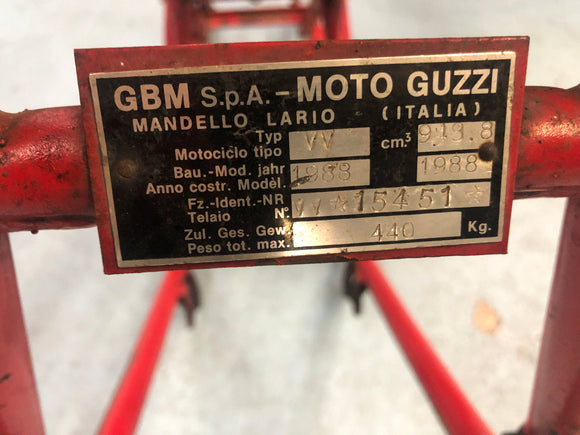 GBM S.p.A. - MOTO GUZZI
MANDELLO LARIO (ITALIA)
Typ
Motociclo tipo VV cm³ 943.8
Bau.-Mod. jahr
Anno costr. Modèl. 1988 1988
Fz.-Ident.-NR
Telaio N° VV ☆ 15451 ☆
Zul. Ges. Gew.
Peso tot. max. 440 Kg.